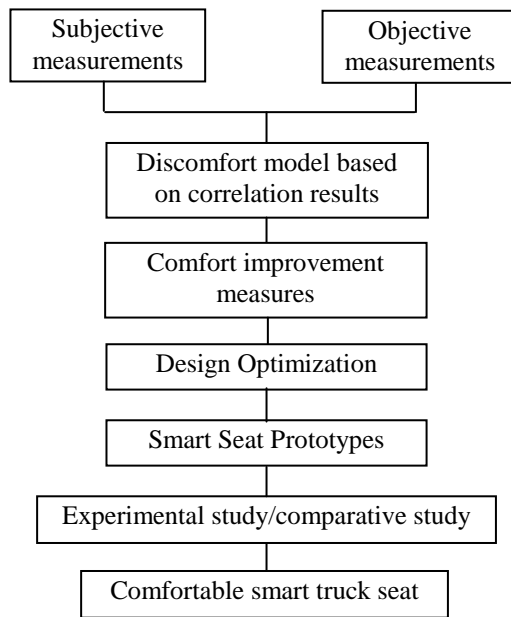 Subjective
measurements
Objective
measurements
Discomfort model based
on correlation results
Comfort improvement
measures
Design Optimization
Smart Seat Prototypes
Experimental study/comparative study
Comfortable smart truck seat